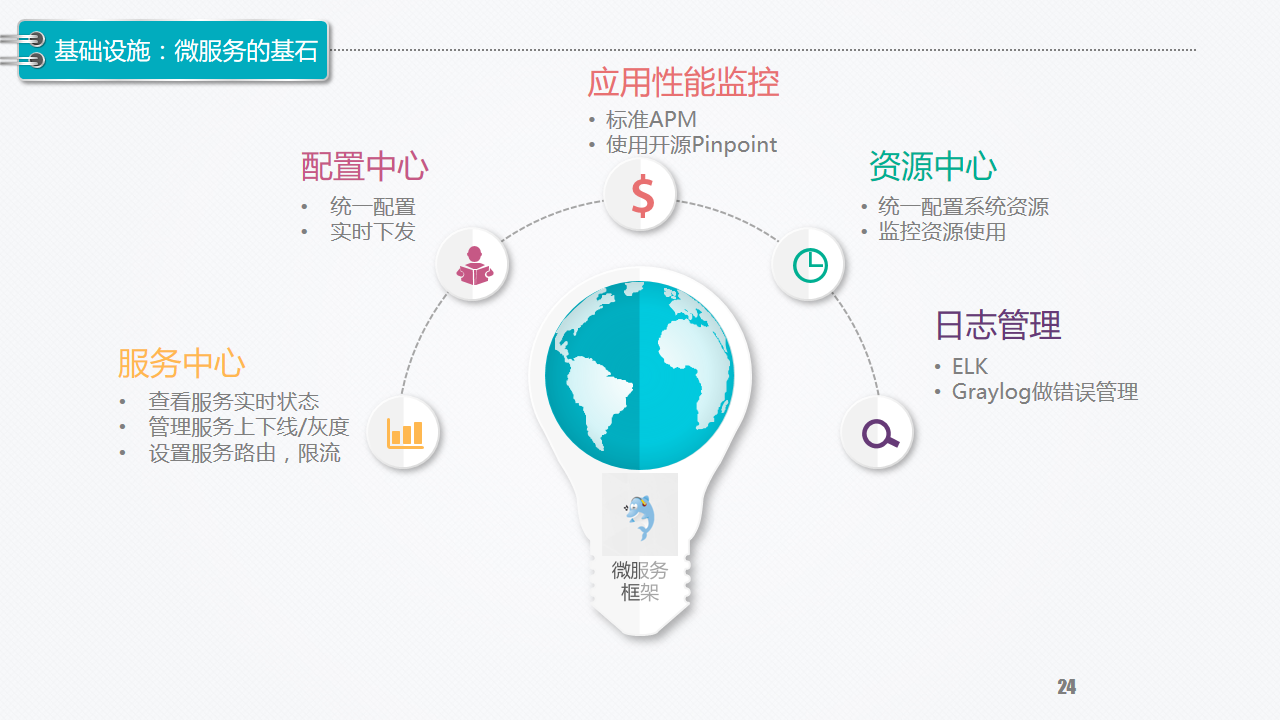 基础设施：微服务的基石
应用性能监控
• 标准APM
• 使用开源Pinpoint
配置中心
• 统一配置
• 实时下发
资源中心
• 统一配置系统资源
• 监控资源使用
服务中心
• 查看服务实时状态
• 管理服务上下线/灰度
• 设置服务路由，限流
日志管理
• ELK
• Graylog做错误管理
$
微服务
框架
24